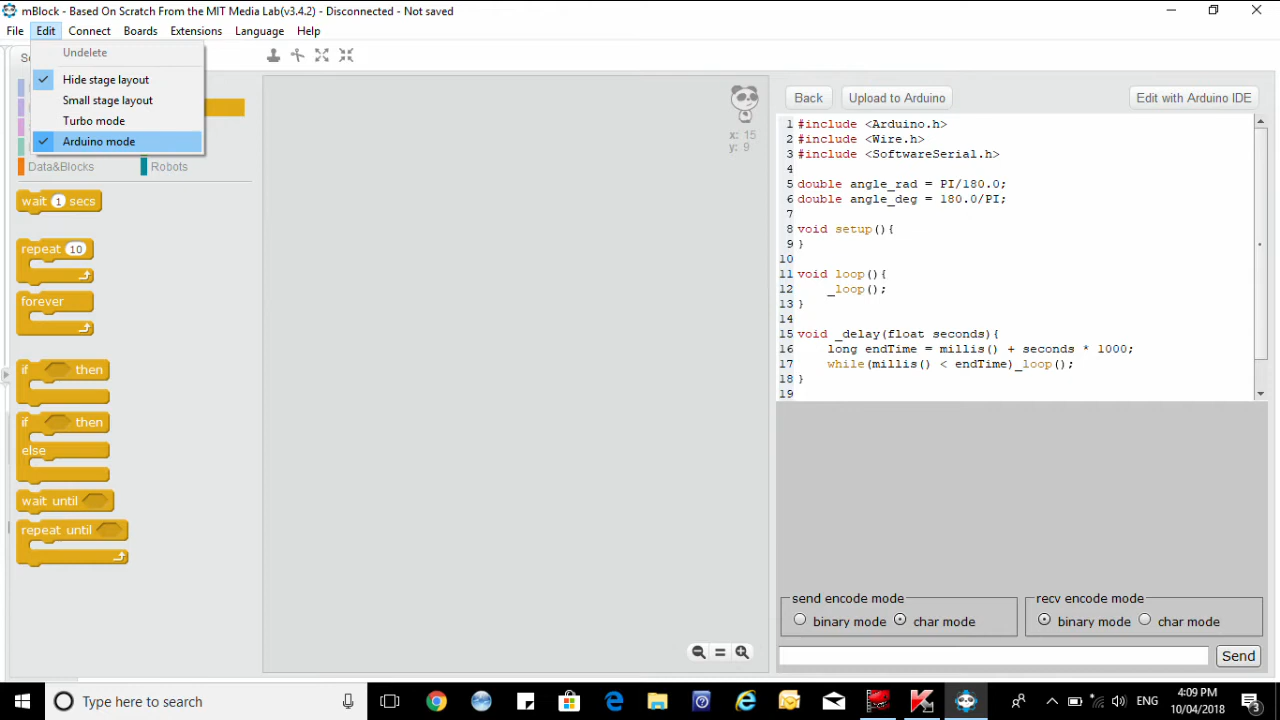 mBlock - Based On Scratch From the MIT Media Lab(v3.4.2) - Disconnected - Not saved
File Edit Connect Boards Extensions Language Help
Undelete
Hide stage layout
Small stage layout
Turbo mode
Arduino mode
Data&Blocks Robots
wait 1 secs
repeat 10
forever
if then
if then
else
wait until
repeat until
x: 15
y: 9
Back Upload to Arduino Edit with Arduino IDE
1 #include <Arduino.h>
2 #include <Wire.h>
3 #include <SoftwareSerial.h>
4
5 double angle_rad = PI/180.0;
6 double angle_deg = 180.0/PI;
7
8 void setup(){
9 }
10
11 void loop(){
12 _loop();
13 }
14
15 void _delay(float seconds){
16 long endTime = millis() + seconds * 1000;
17 while(millis() < endTime)_loop();
18 }
19
send encode mode
binary mode char mode
recv encode mode
binary mode char mode
Send
Type here to search
ENG
4:09 PM
10/04/2018
3